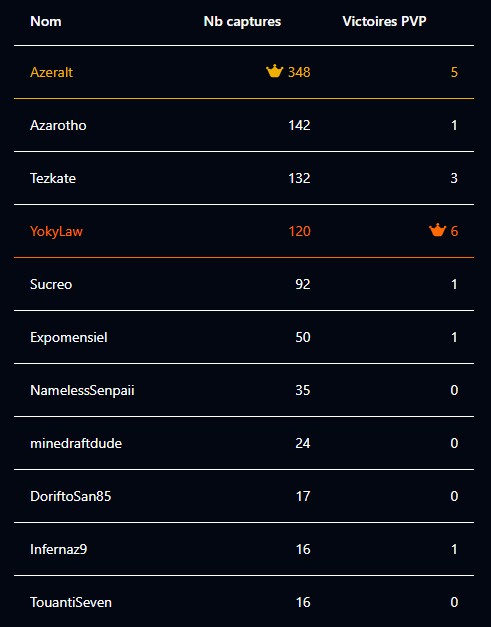 Nom Nb captures Victoires PVP
Azeralt 348 5
Azarotho 142 1
Tezkate 132 3
YokyLaw 120 6
Sucreo 92 1
Expomensiel 50 1
NamelessSenpaii 35 0
minedraftdude 24 0
DoriftoSan85 17 0
Infernaz9 16 1
TouantiSeven 16 0